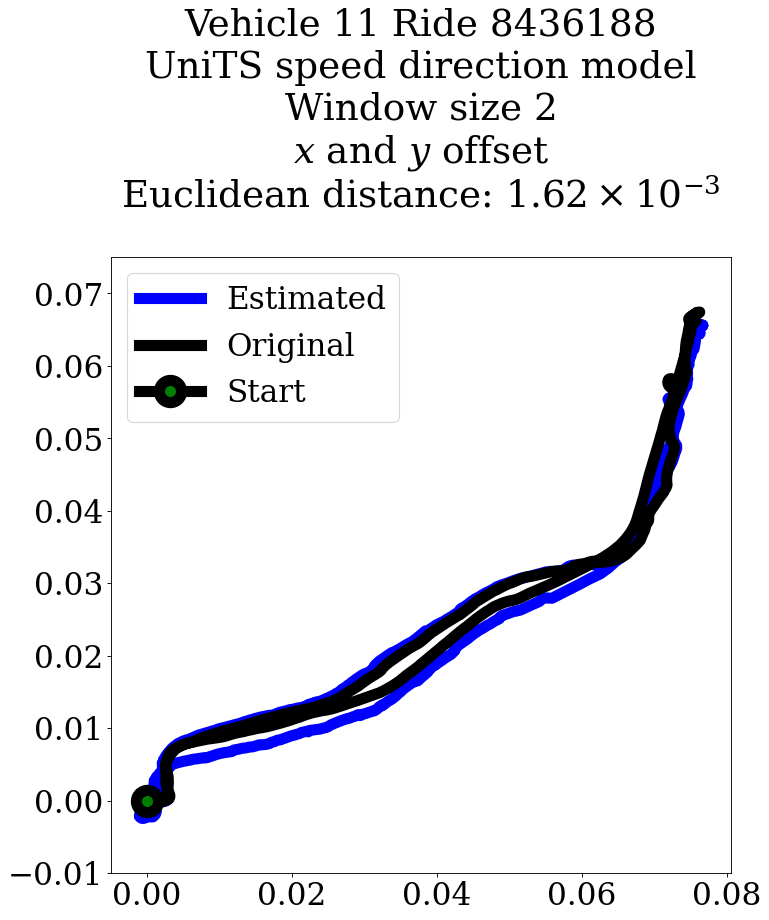 Vehicle 11 Ride 8436188
UniTS speed direction model
Window size 2
x and y offset
Euclidean distance: 1.62 × 10⁻³
Estimated
Original
Start
0.07
0.06
0.05
0.04
0.03
0.02
0.01
0.00
−0.01
0.00 0.02 0.04 0.06 0.08